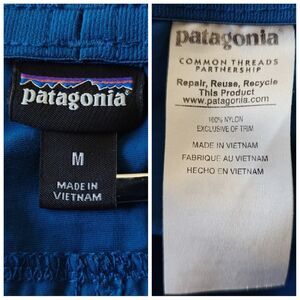 patagonia®
M
MADE IN
VIETNAM
patagonia®
COMMON THREADS
PARTNERSHIP
Repair, Reuse, Recycle
This Product
www.patagonia.com
100% NYLON
EXCLUSIVE OF TRIM
MADE IN VIETNAM
FABRIQUÉ AU VIETNAM
HECHO EN VIETNAM